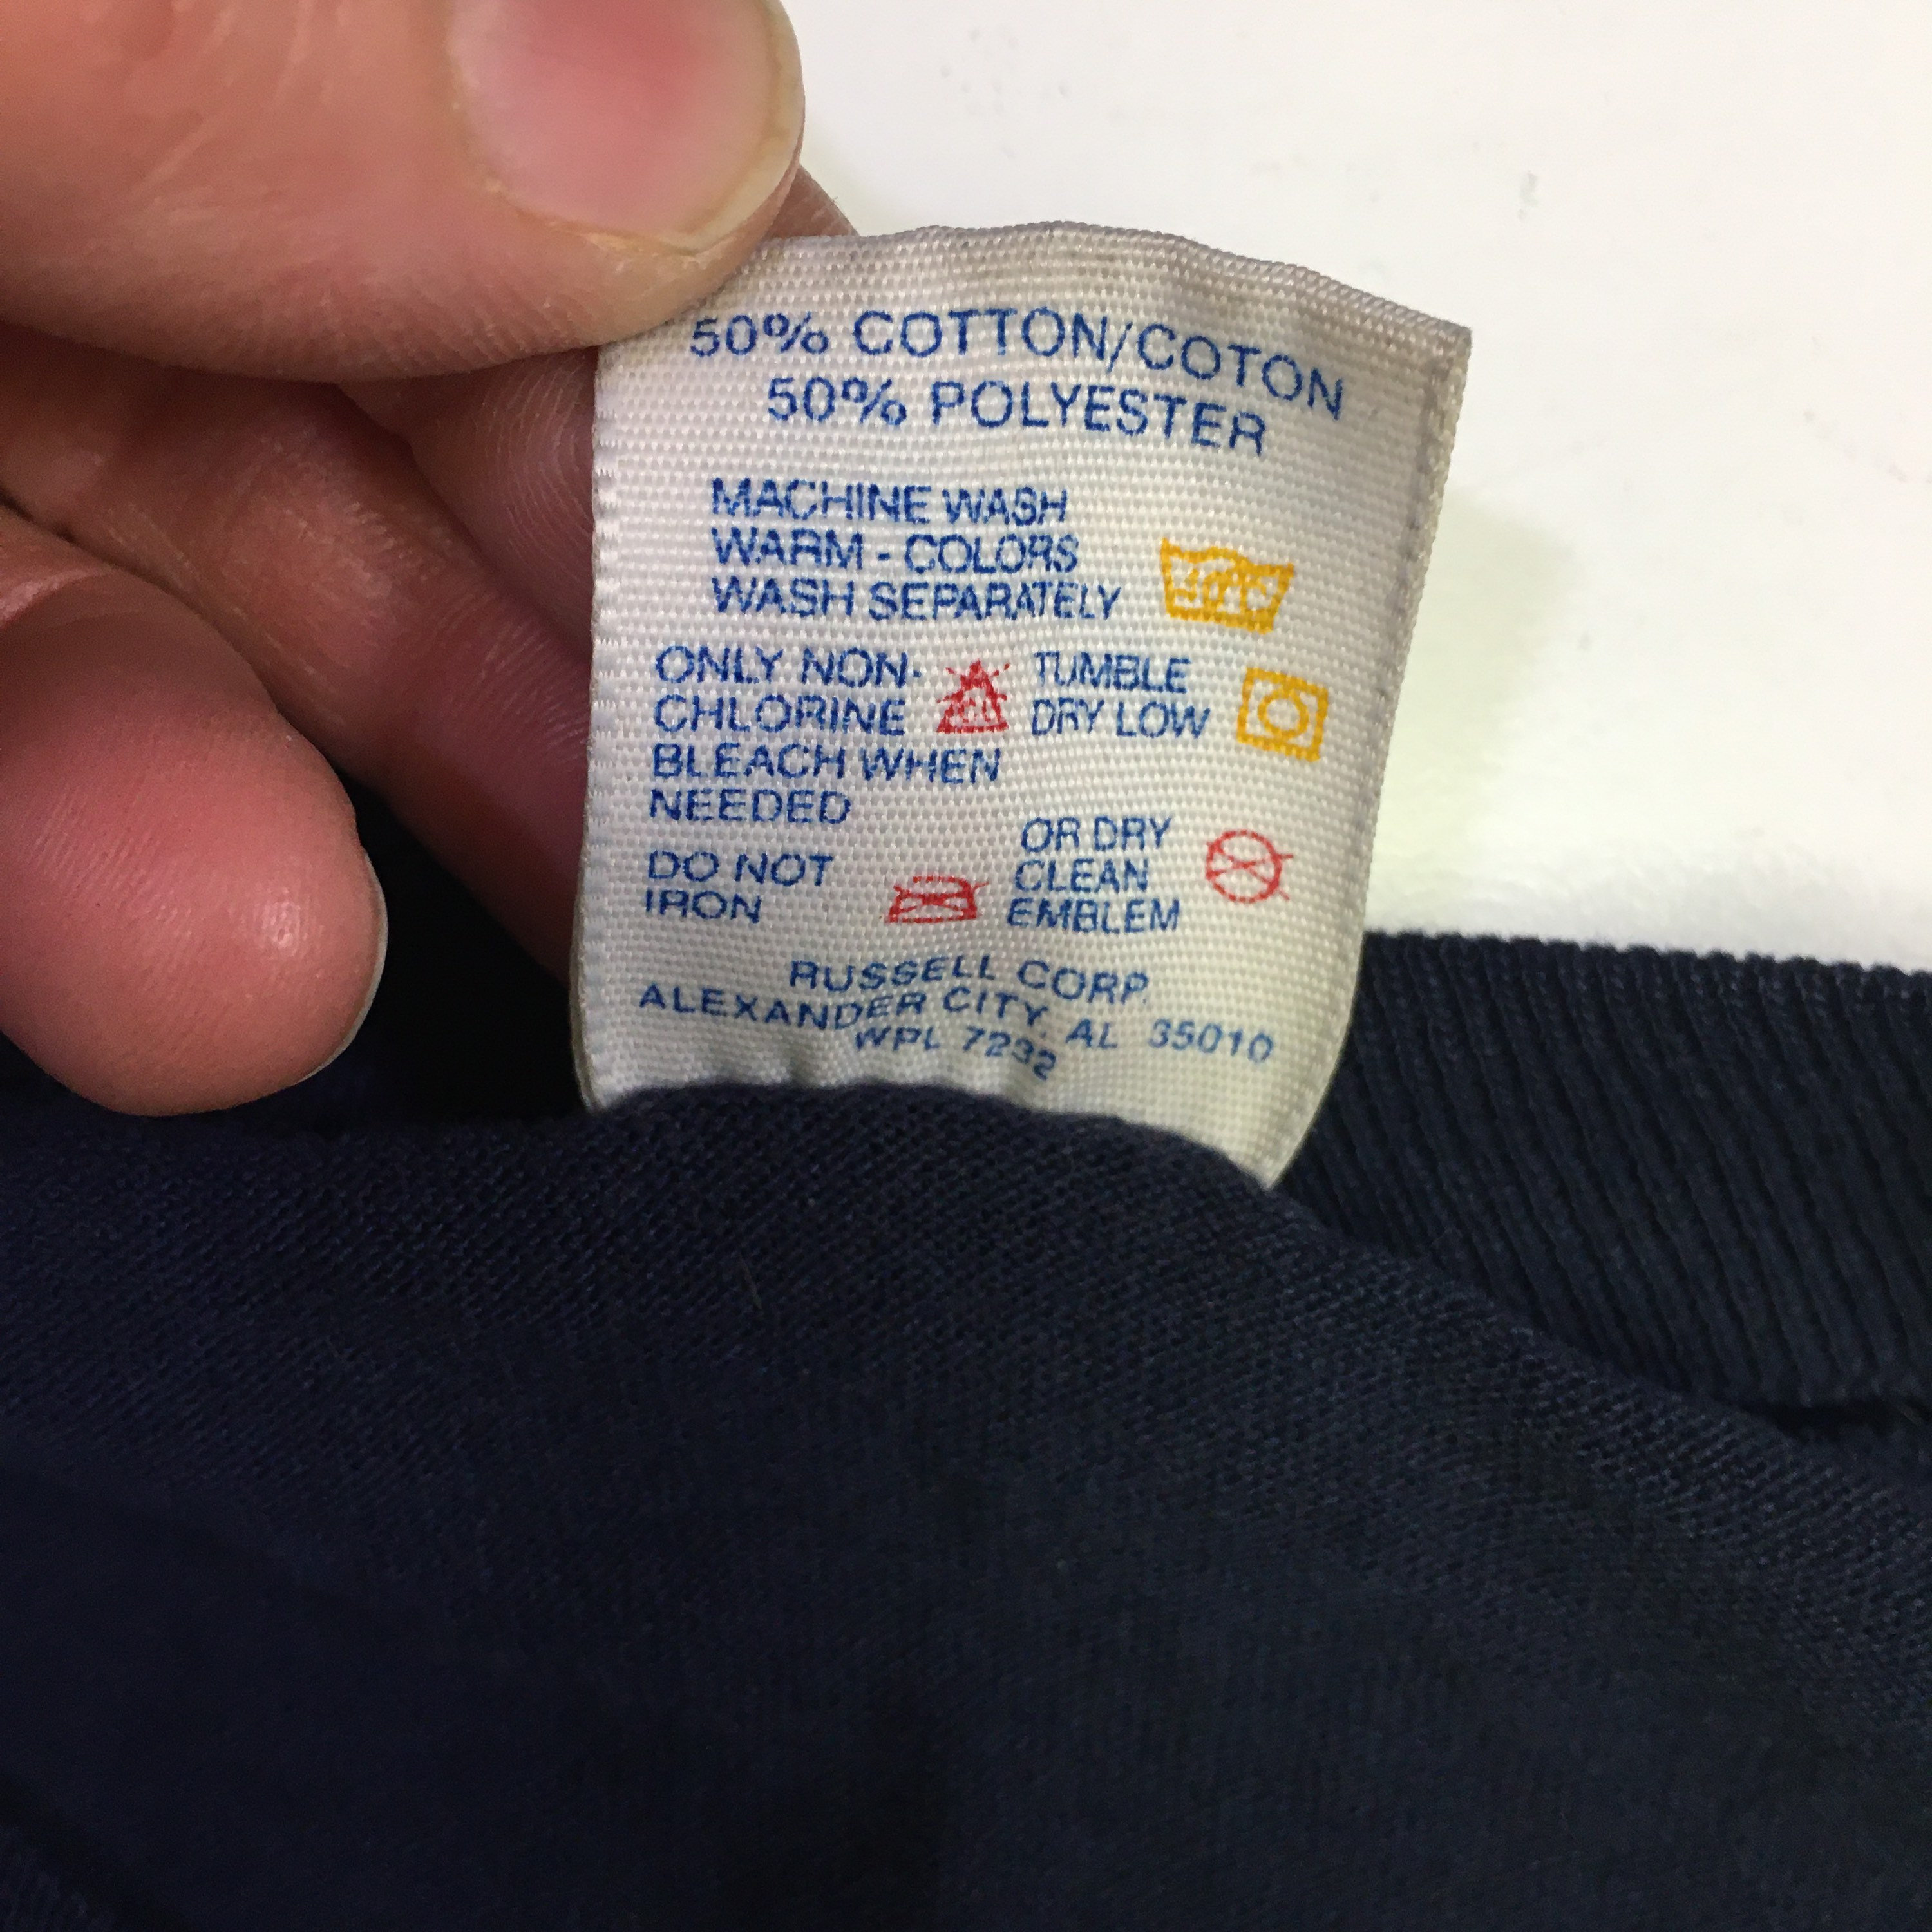 50% COTTON/COTON
50% POLYESTER
MACHINE WASH
WARM - COLORS
WASH SEPARATELY
ONLY NON-
CHLORINE
BLEACH WHEN
NEEDED
TUMBLE
DRY LOW
DO NOT
IRON
OR DRY
CLEAN
EMBLEM
RUSSELL CORP.
ALEXANDER CITY, AL 35010
WPL 7232